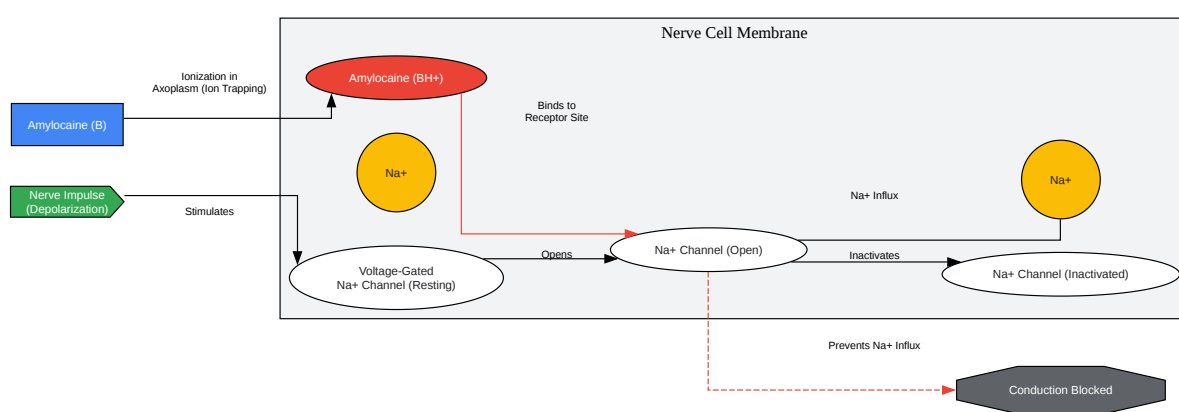 Nerve Cell Membrane
Ionization in
Axoplasm (Ion Trapping)
Amylocaine (BH+)
Binds to
Receptor Site
Amylocaine (B)
Na+
Na+
Nerve Impulse
(Depolarization)
Stimulates
Na+ Influx
Voltage-Gated
Na+ Channel (Resting)
Opens
Na+ Channel (Open)
Inactivates
Na+ Channel (Inactivated)
Prevents Na+ Influx
Conduction Blocked